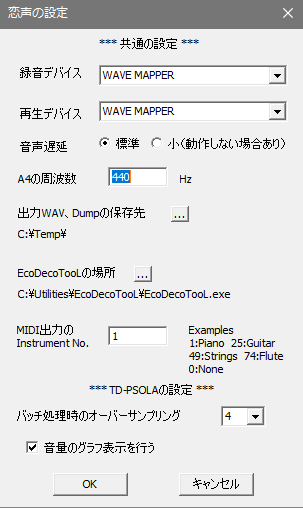 恋声の設定
*** 共通の設定 ***
録音デバイス WAVE MAPPER
再生デバイス WAVE MAPPER
音声遅延 標準 小(動作しない場合あり)
A4の周波数 440 Hz
出力WAV、Dumpの保存先 ...
C:¥Temp¥
EcoDecoTooLの場所 ...
C:¥Utilities¥EcoDecoTooL¥EcoDecoTooL.exe
MIDI出力の
Instrument No. 1
Examples
1:Piano 25:Guitar
49:Strings 74:Flute
0:None
*** TD-PSOLAの設定 ***
バッチ処理時のオーバーサンプリング 4
音量のグラフ表示を行う
OK キャンセル